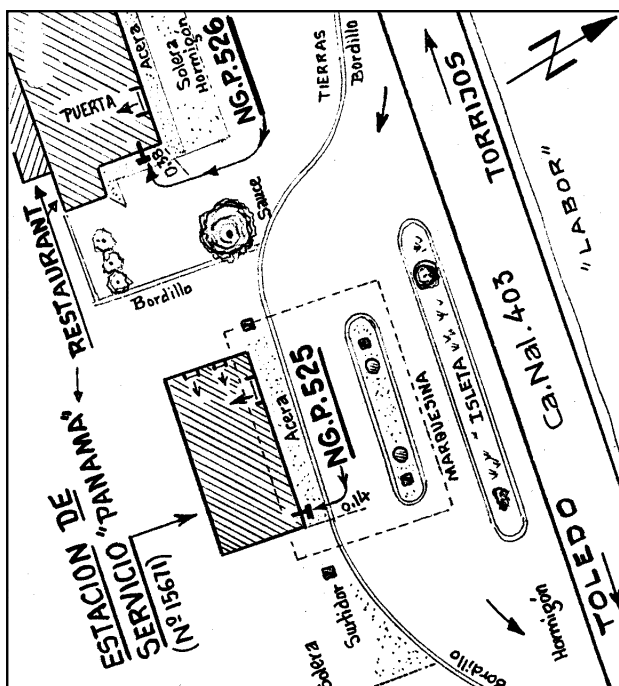 Acera
Solera
Hormigón
NG.P.526
PUERTA
0,38
TIERRAS
Bordillo
N
TORRIJOS
"LABOR"
Sauce
RESTAURANT
Bordillo
Acera
NG.P.525
MARQUESINA
ISLETA
Ca.Nal.403
ESTACION DE
SERVICIO "PANAMA"
(Nº 15671)
0,14
TOLEDO
Hormigón
Surtidor
Solera
Bordillo